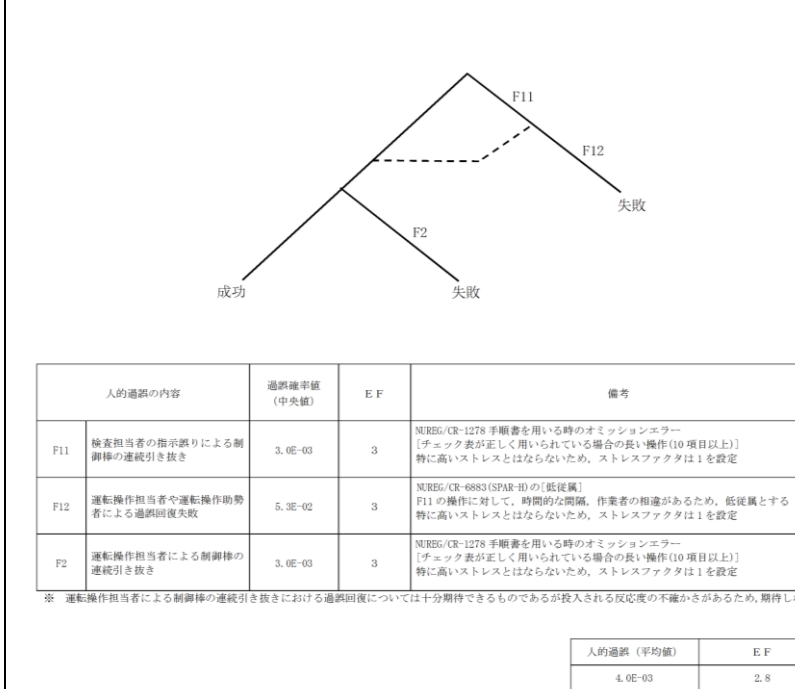 F11
F12
失敗
F2
成功
失敗
人的過誤の内容
過誤確率値
(中央値)
ＥＦ
備考
F11
検査担当者の指示誤りによる制
御棒の連続引き抜き
3.0E-03
3
NUREG/CR-1278 手順書を用いる時のオミッションエラー
[チェック表が正しく用いられている場合の長い操作(10 項目以上)]
特に高いストレスとはならないため，ストレスファクタは 1 を設定
F12
運転操作担当者や運転操作助勢
者による過誤回復失敗
5.3E-02
3
NUREG/CR-6883(SPAR-H)の[低従属]
F11 の操作に対して，時間的な間隔，作業者の相違があるため，低従属とする
特に高いストレスとはならないため，ストレスファクタは 1 を設定
F2
運転操作担当者による制御棒の
連続引き抜き
3.0E-03
3
NUREG/CR-1278 手順書を用いる時のオミッションエラー
[チェック表が正しく用いられている場合の長い操作(10 項目以上)]
特に高いストレスとはならないため，ストレスファクタは 1 を設定
※ 運転操作担当者による制御棒の連続引き抜きにおける過誤回復については十分期待できるものであるが投入される反応度の不確かさがあるため,期待し
人的過誤（平均値）
ＥＦ
4.0E-03
2.8